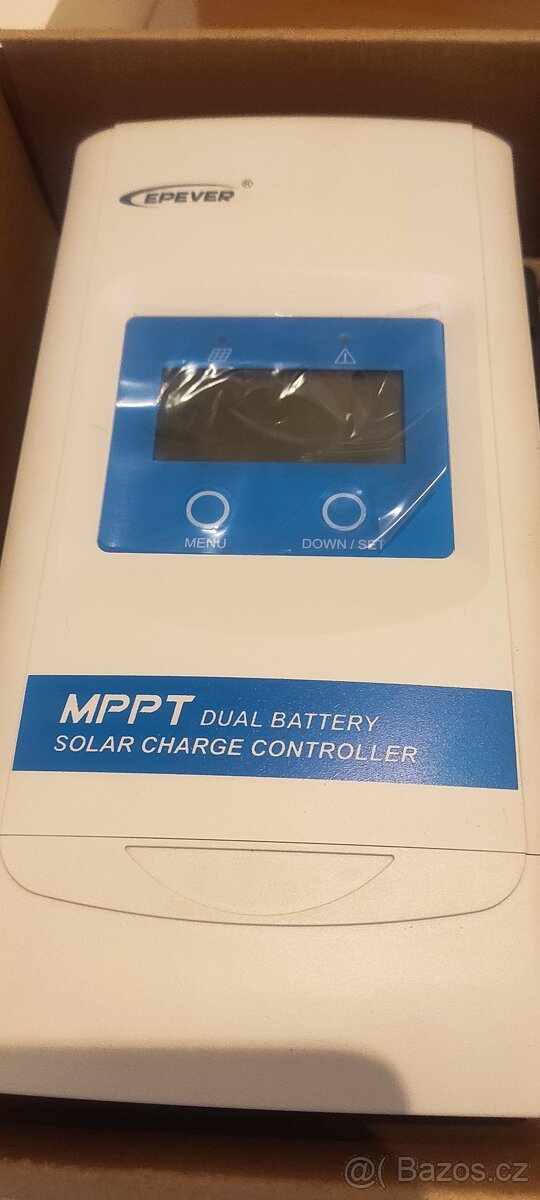 EPEVER ®
MENU DOWN / SET
MPPT DUAL BATTERY
SOLAR CHARGE CONTROLLER
@( Bazos.cz